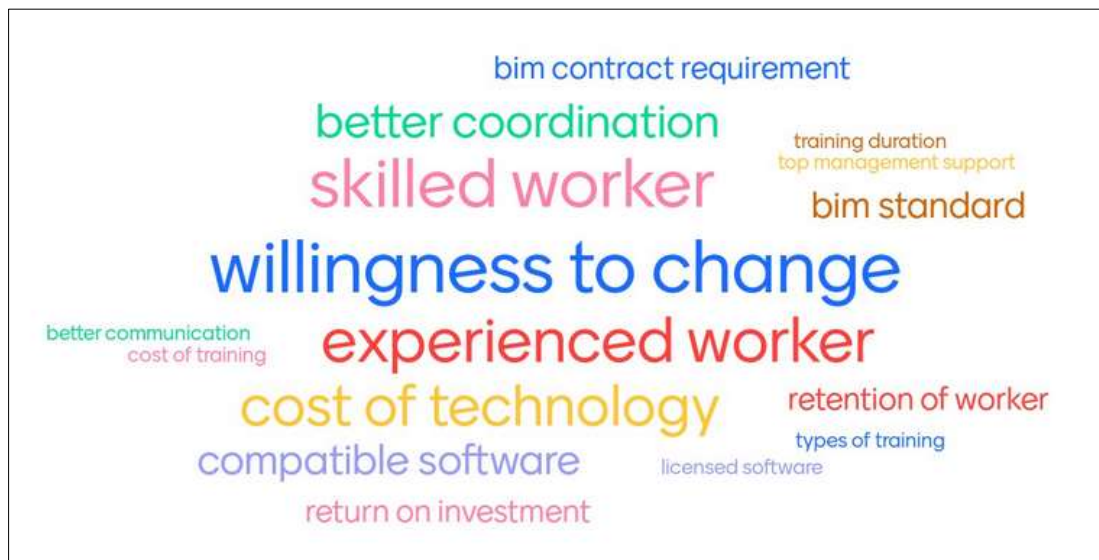 bim contract requirement
better coordination
training duration
top management support
skilled worker
bim standard
willingness to change
better communication
experienced worker
cost of training
cost of technology
retention of worker
types of training
compatible software
licensed software
return on investment